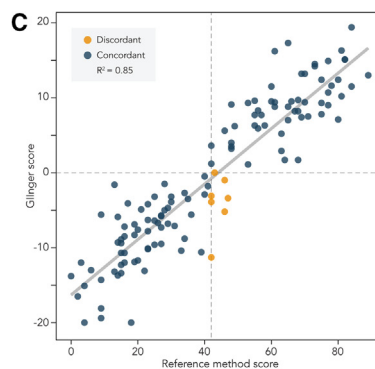 C
Discordant
Concordant
R² = 0.85
20
10
0
-10
-20
GlInger score
0
20
40
60
80
Reference method score